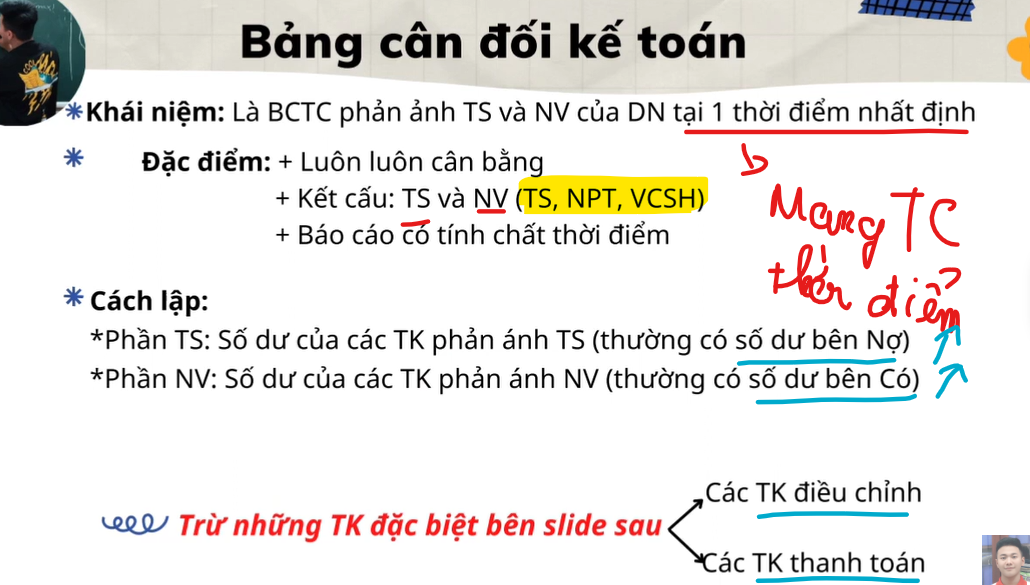 Bảng cân đối kế toán
Khái niệm: Là BCTC phản ảnh TS và NV của DN tại 1 thời điểm nhất định
Đặc điểm: + Luôn luôn cân bằng
+ Kết cấu: TS và NV (TS, NPT, VCSH)
+ Báo cáo có tính chất thời điểm
Mang TC
thời điểm
Cách lập:
*Phần TS: Số dư của các TK phản ánh TS (thường có số dư bên Nợ)
*Phần NV: Số dư của các TK phản ánh NV (thường có số dư bên Có)
Các TK điều chỉnh
Trừ những TK đặc biệt bên slide sau
Các TK thanh toán